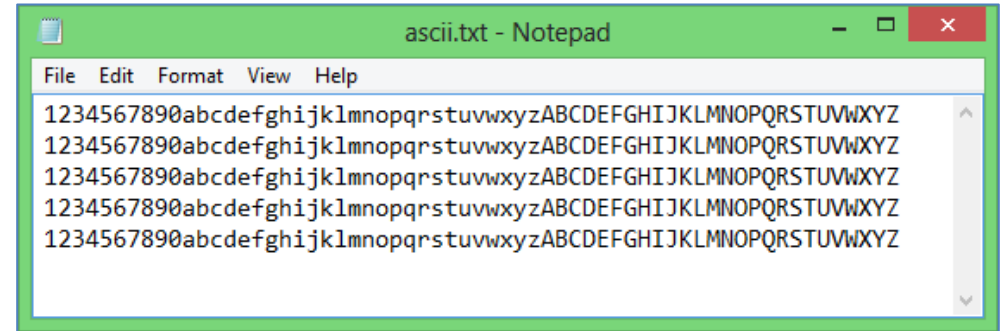 ascii.txt - Notepad
File Edit Format View Help
1234567890abcdefghijklmnopqrstuvwxyzABCDEFGHIJKLMNOPQRSTUVWXYZ
1234567890abcdefghijklmnopqrstuvwxyzABCDEFGHIJKLMNOPQRSTUVWXYZ
1234567890abcdefghijklmnopqrstuvwxyzABCDEFGHIJKLMNOPQRSTUVWXYZ
1234567890abcdefghijklmnopqrstuvwxyzABCDEFGHIJKLMNOPQRSTUVWXYZ
1234567890abcdefghijklmnopqrstuvwxyzABCDEFGHIJKLMNOPQRSTUVWXYZ